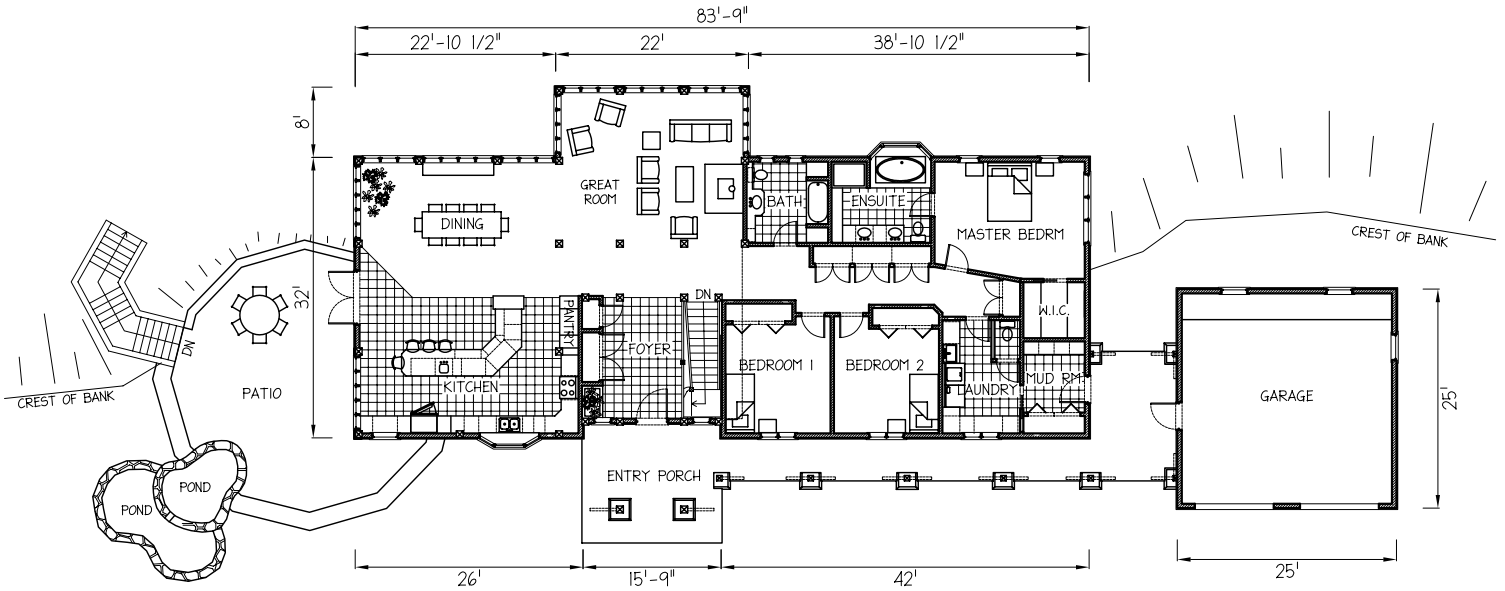 83'-9"
22'-10 1/2"
22'
38'-10 1/2"
8'
GREAT
ROOM
BATH
ENSUITE
DINING
MASTER BEDRM
CREST OF BANK
32'
DN
W.I.C.
PANTRY
FOYER
DN
BEDROOM 1
BEDROOM 2
MUD RM
KITCHEN
LAUNDRY
PATIO
CREST OF BANK
GARAGE
25'
ENTRY PORCH
POND
POND
26'
15'-9"
42'
25'